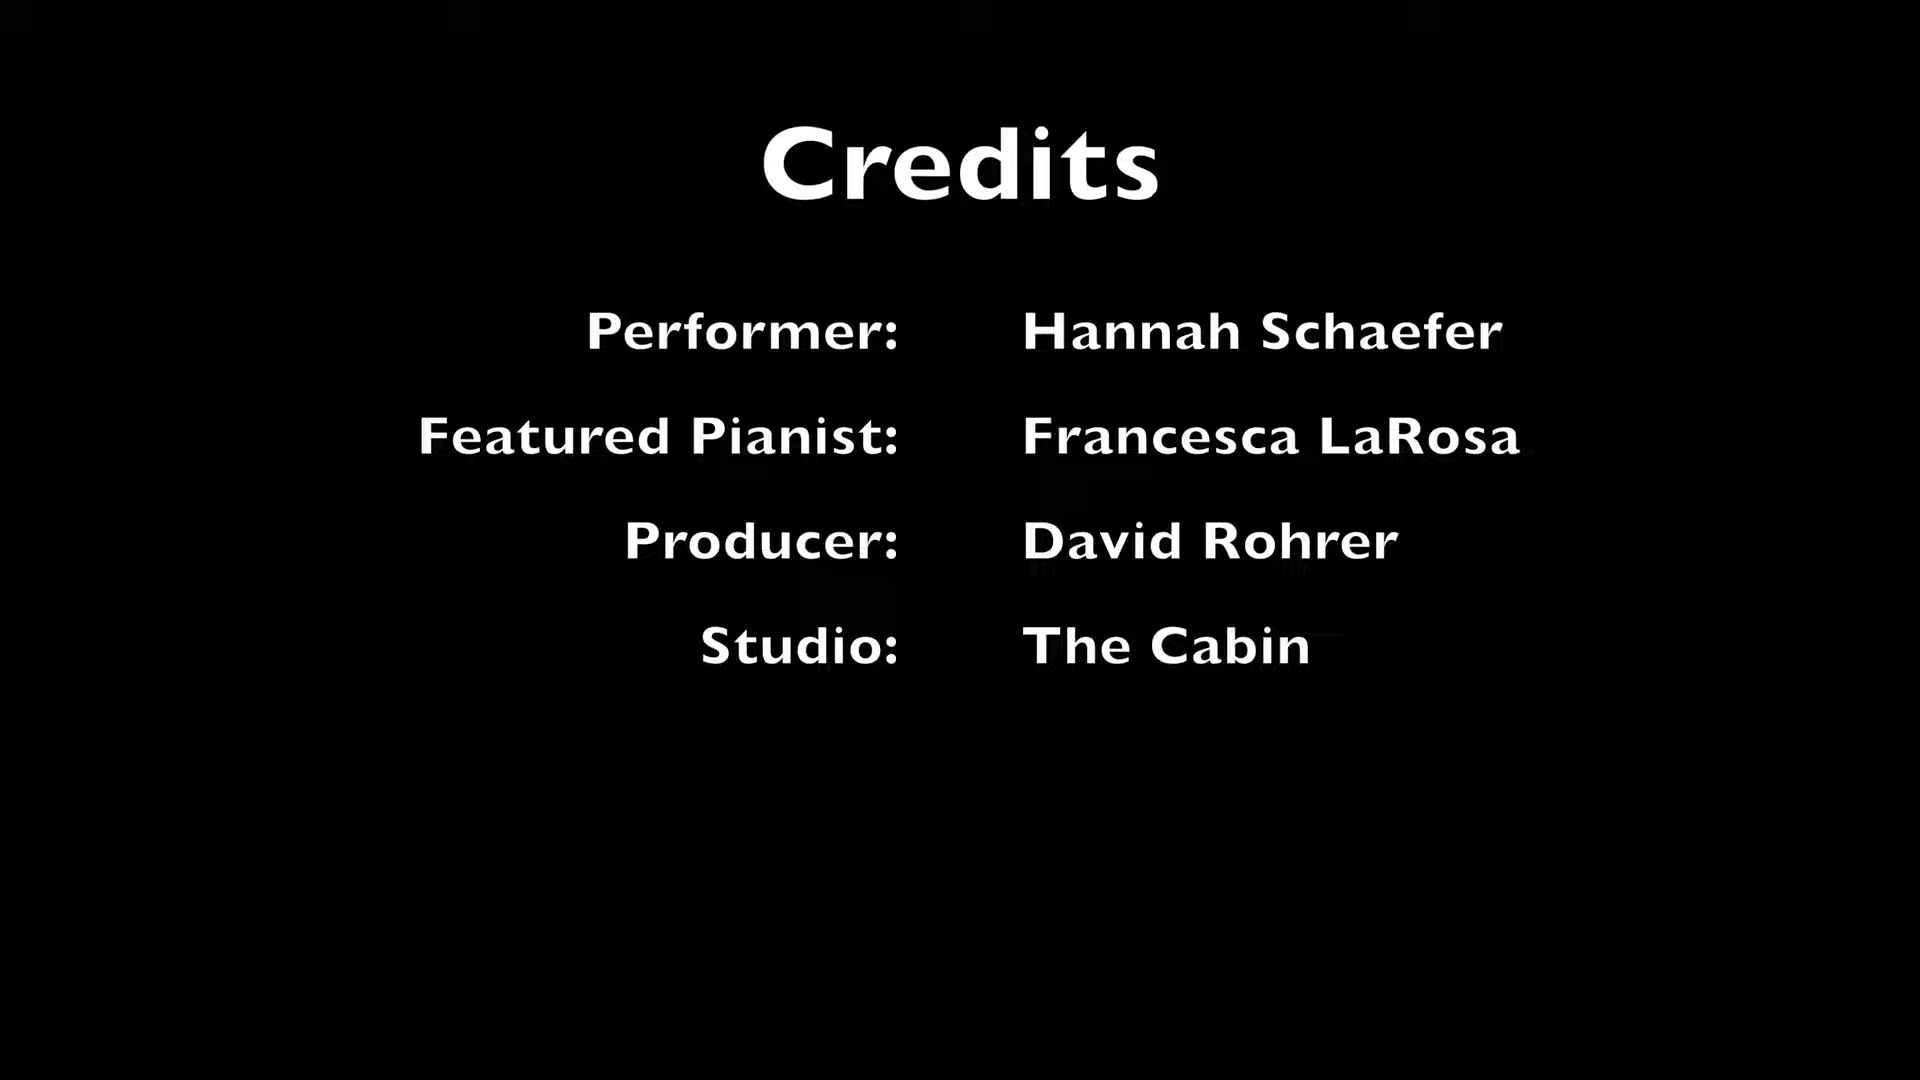 Credits
Performer: Hannah Schaefer
Featured Pianist: Francesca LaRosa
Producer: David Rohrer
Studio: The Cabin